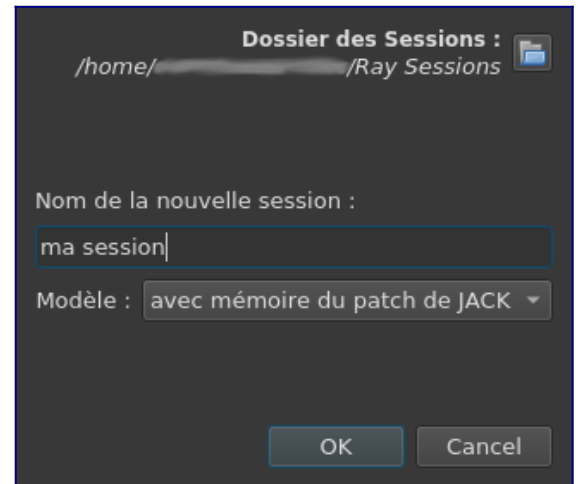 Dossier des Sessions :
/home/ /Ray Sessions
Nom de la nouvelle session :
ma session
Modèle : avec mémoire du patch de JACK
OK Cancel